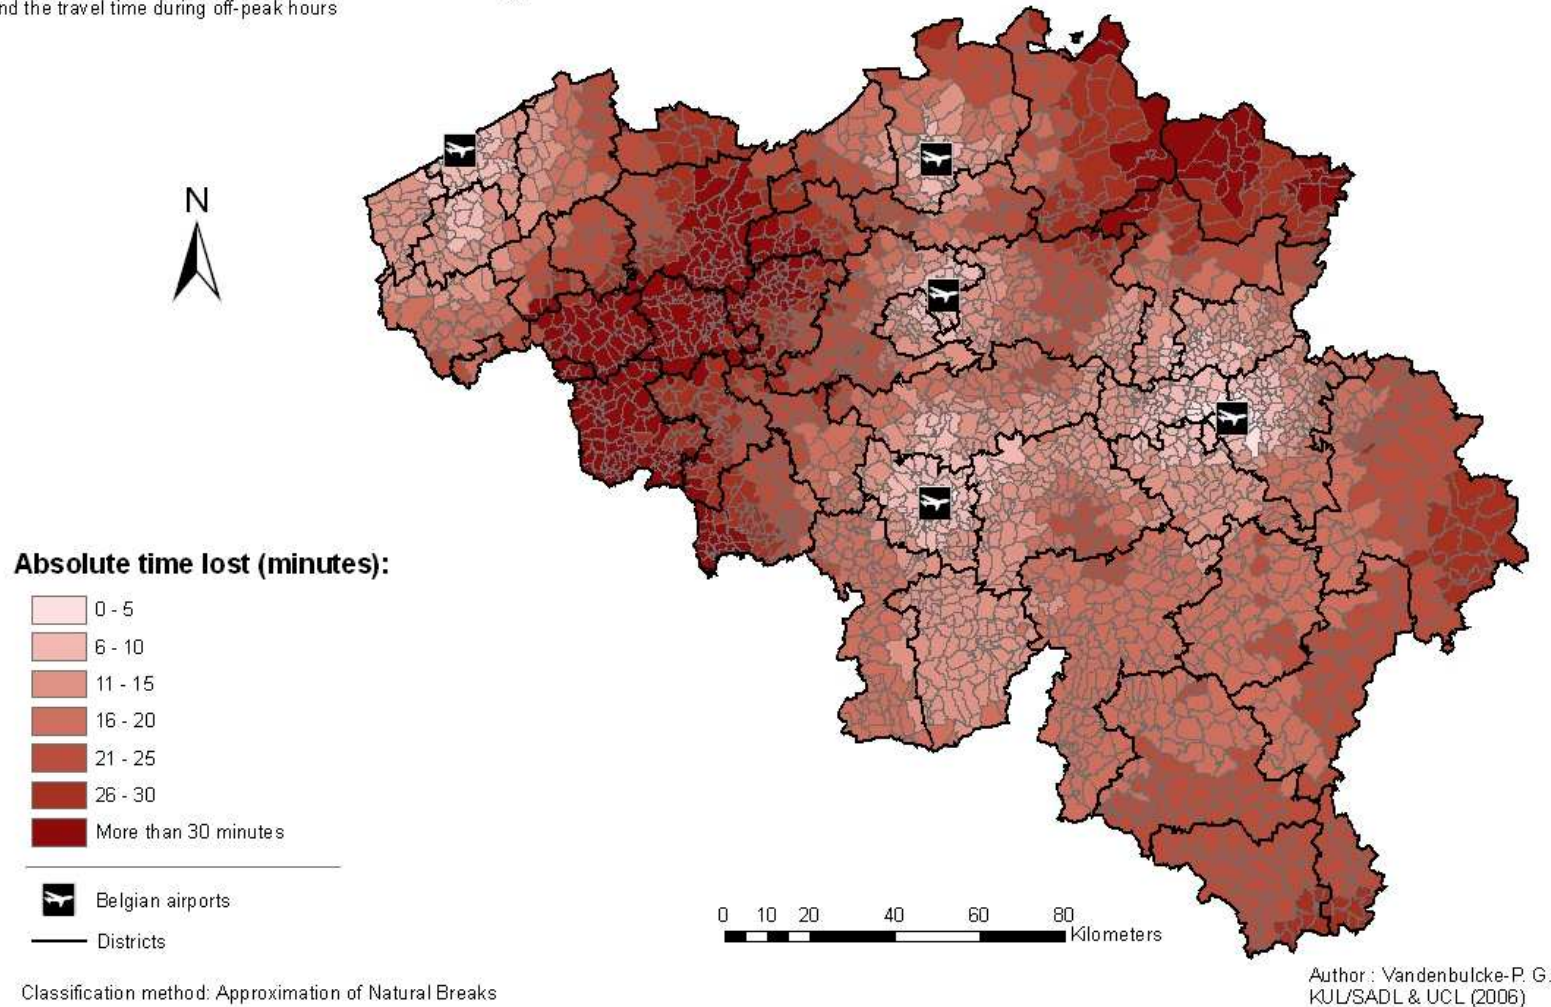 nd the travel time during off-peak hours
N
Absolute time lost (minutes):
0 - 5
6 - 10
11 - 15
16 - 20
21 - 25
26 - 30
More than 30 minutes
Belgian airports
Districts
0 10 20 40 60 80
Kilometers
Classification method: Approximation of Natural Breaks
Author : Vandenbulcke-P. G.
KUL/SADL & UCL (2006)